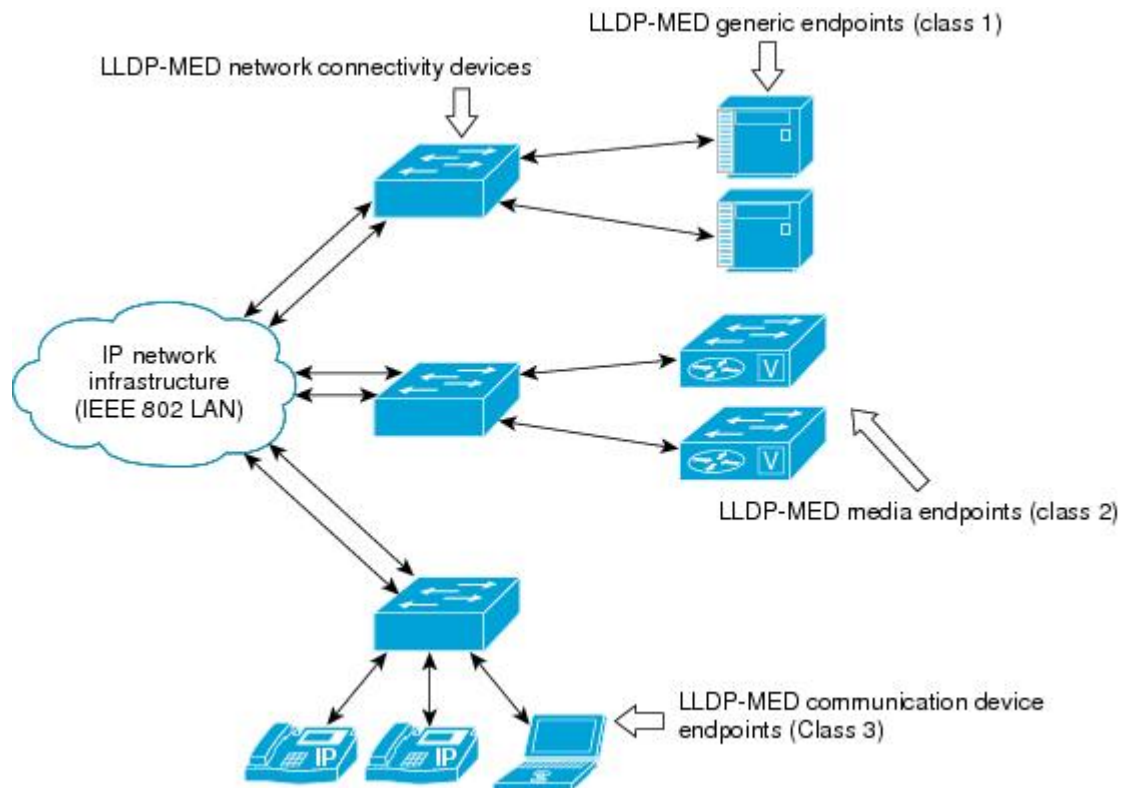 LLDP-MED generic endpoints (class 1)
LLDP-MED network connectivity devices
IP network
infrastructure
(IEEE 802 LAN)
V
V
LLDP-MED media endpoints (class 2)
LLDP-MED communication device
endpoints (Class 3)
IP
IP